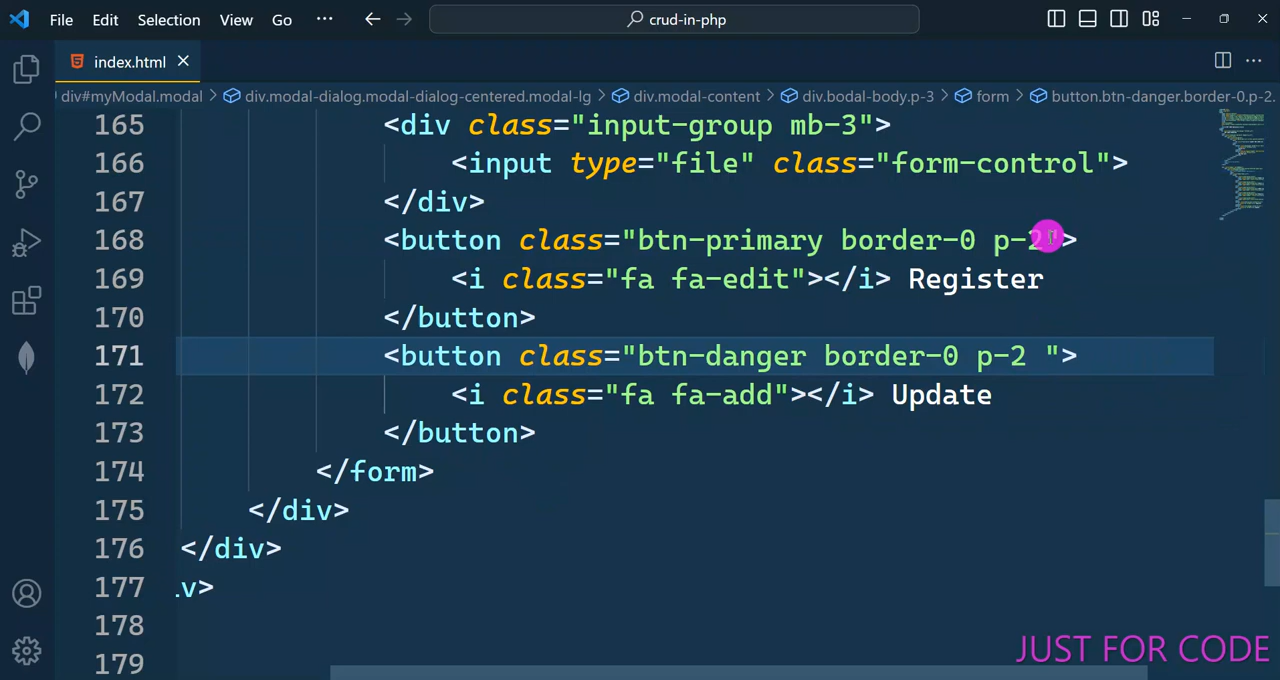 File Edit Selection View Go ··· crud-in-php
index.html
div#myModal.modal > div.modal-dialog.modal-dialog-centered.modal-lg > div.modal-content > div.bodal-body.p-3 > form > button.btn-danger.border-0.p-2.
165 <div class="input-group mb-3">
166 <input type="file" class="form-control">
167 </div>
168 <button class="btn-primary border-0 p-2">
169 <i class="fa fa-edit"></i> Register
170 </button>
171 <button class="btn-danger border-0 p-2 ">
172 <i class="fa fa-add"></i> Update
173 </button>
174 </form>
175 </div>
176 </div>
177 iv>
178
179
JUST FOR CODE